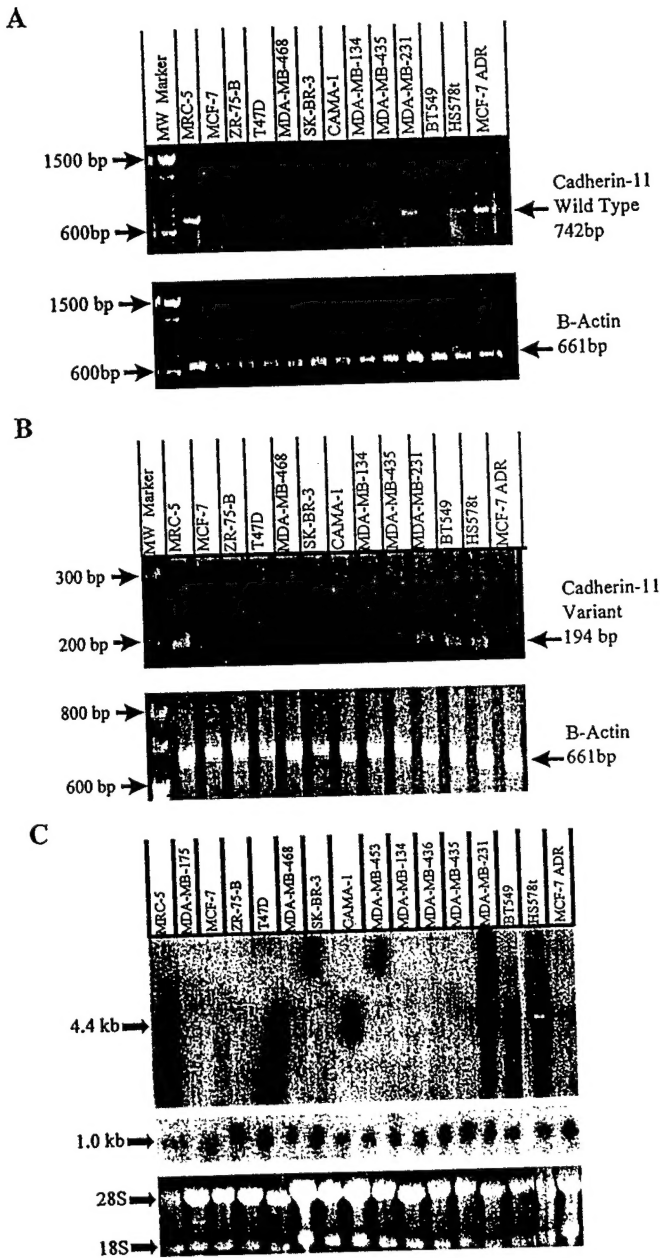 A
MW Marker
MRC-5
MCF-7
ZR-75-B
T47D
MDA-MB-468
SK-BR-3
CAMA-1
MDA-MB-134
MDA-MB-435
MDA-MB-231
BT549
HS578t
MCF-7 ADR
1500 bp
600bp
Cadherin-11
Wild Type
742bp
1500 bp
600bp
B-Actin
661bp
B
MW Marker
MRC-5
MCF-7
ZR-75-B
T47D
MDA-MB-468
SK-BR-3
CAMA-1
MDA-MB-134
MDA-MB-435
MDA-MB-231
BT549
HS578t
MCF-7 ADR
300 bp
200 bp
Cadherin-11
Variant
194 bp
800 bp
600 bp
B-Actin
661bp
C
MRC-5
MDA-MB-175
MCF-7
ZR-75-B
T47D
MDA-MB-468
SK-BR-3
CAMA-1
MDA-MB-453
MDA-MB-134
MDA-MB-436
MDA-MB-435
MDA-MB-231
BT549
HS578t
MCF-7 ADR
4.4 kb
1.0 kb
28S
18S